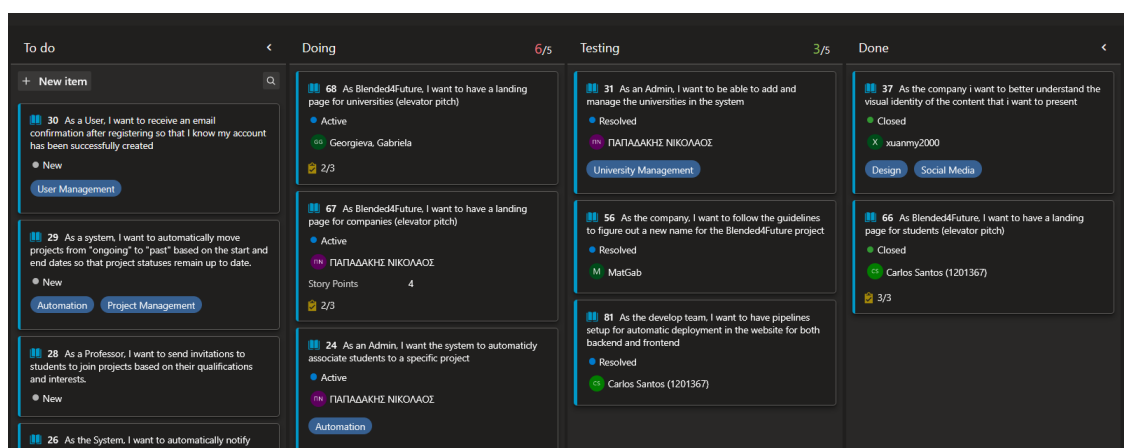 To do
+ New item
30 As a User, I want to receive an email
confirmation after registering so that I know my account
has been successfully created
New
User Management
29 As a system, I want to automatically move
projects from "ongoing" to "past" based on the start and
end dates so that project statuses remain up to date.
New
Automation Project Management
28 As a Professor, I want to send invitations to
students to join projects based on their qualifications
and interests.
New
26 As the System, I want to automatically notify
Doing 6/5
68 As Blended4Future, I want to have a landing
page for universities (elevator pitch)
Active
GG Georgieva, Gabriela
2/3
67 As Blended4Future, I want to have a landing
page for companies (elevator pitch)
Active
ΠΝ ΠΑΠΑΔΑΚΗΣ ΝΙΚΟΛΑΟΣ
Story Points 4
2/3
24 As an Admin, I want the system to automaticly
associate students to a specific project
Active
ΠΝ ΠΑΠΑΔΑΚΗΣ ΝΙΚΟΛΑΟΣ
Automation
Testing 3/5
31 As an Admin, I want to be able to add and
manage the universities in the system
Resolved
ΠΝ ΠΑΠΑΔΑΚΗΣ ΝΙΚΟΛΑΟΣ
University Management
56 As the company, I want to follow the guidelines
to figure out a new name for the Blended4Future project
Resolved
M MatGab
81 As the develop team, I want to have pipelines
setup for automatic deployment in the website for both
backend and frontend
Resolved
CS Carlos Santos (1201367)
Done
37 As the company i want to better understand the
visual identity of the content that i want to present
Closed
X xuanmy2000
Design Social Media
66 As Blended4Future, I want to have a landing
page for students (elevator pitch)
Closed
CS Carlos Santos (1201367)
3/3